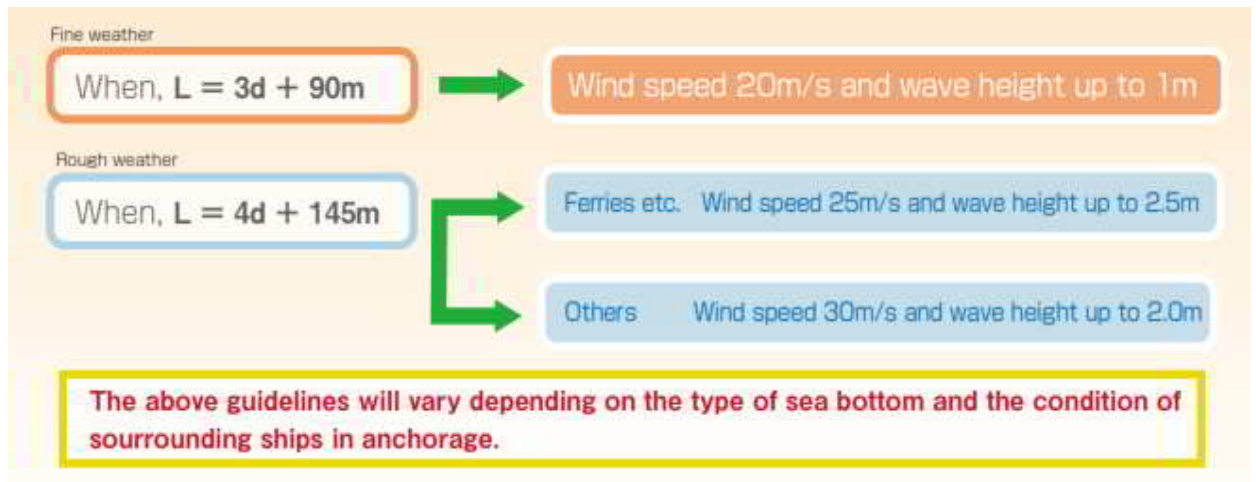 Fine weather
When, L = 3d + 90m
Wind speed 20m/s and wave height up to 1m
Rough weather
When, L = 4d + 145m
Ferries etc. Wind speed 25m/s and wave height up to 2.5m
Others Wind speed 30m/s and wave height up to 2.0m
The above guidelines will vary depending on the type of sea bottom and the condition of
sourrounding ships in anchorage.